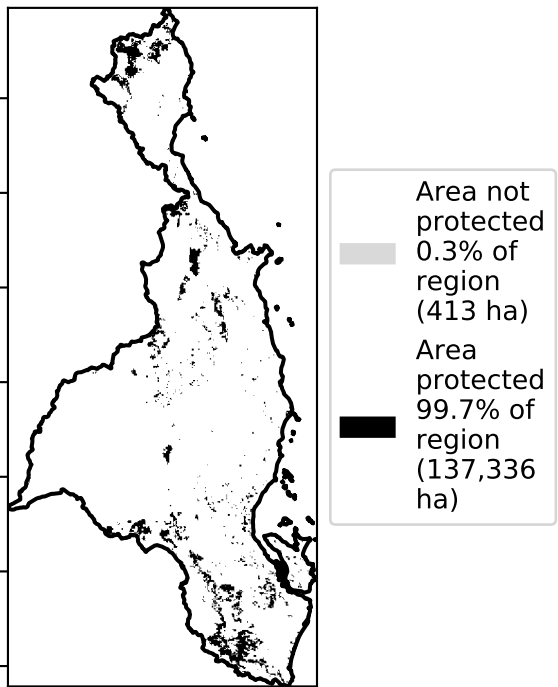 Area not
protected
0.3% of
region
(413 ha)
Area
protected
99.7% of
region
(137,336
ha)